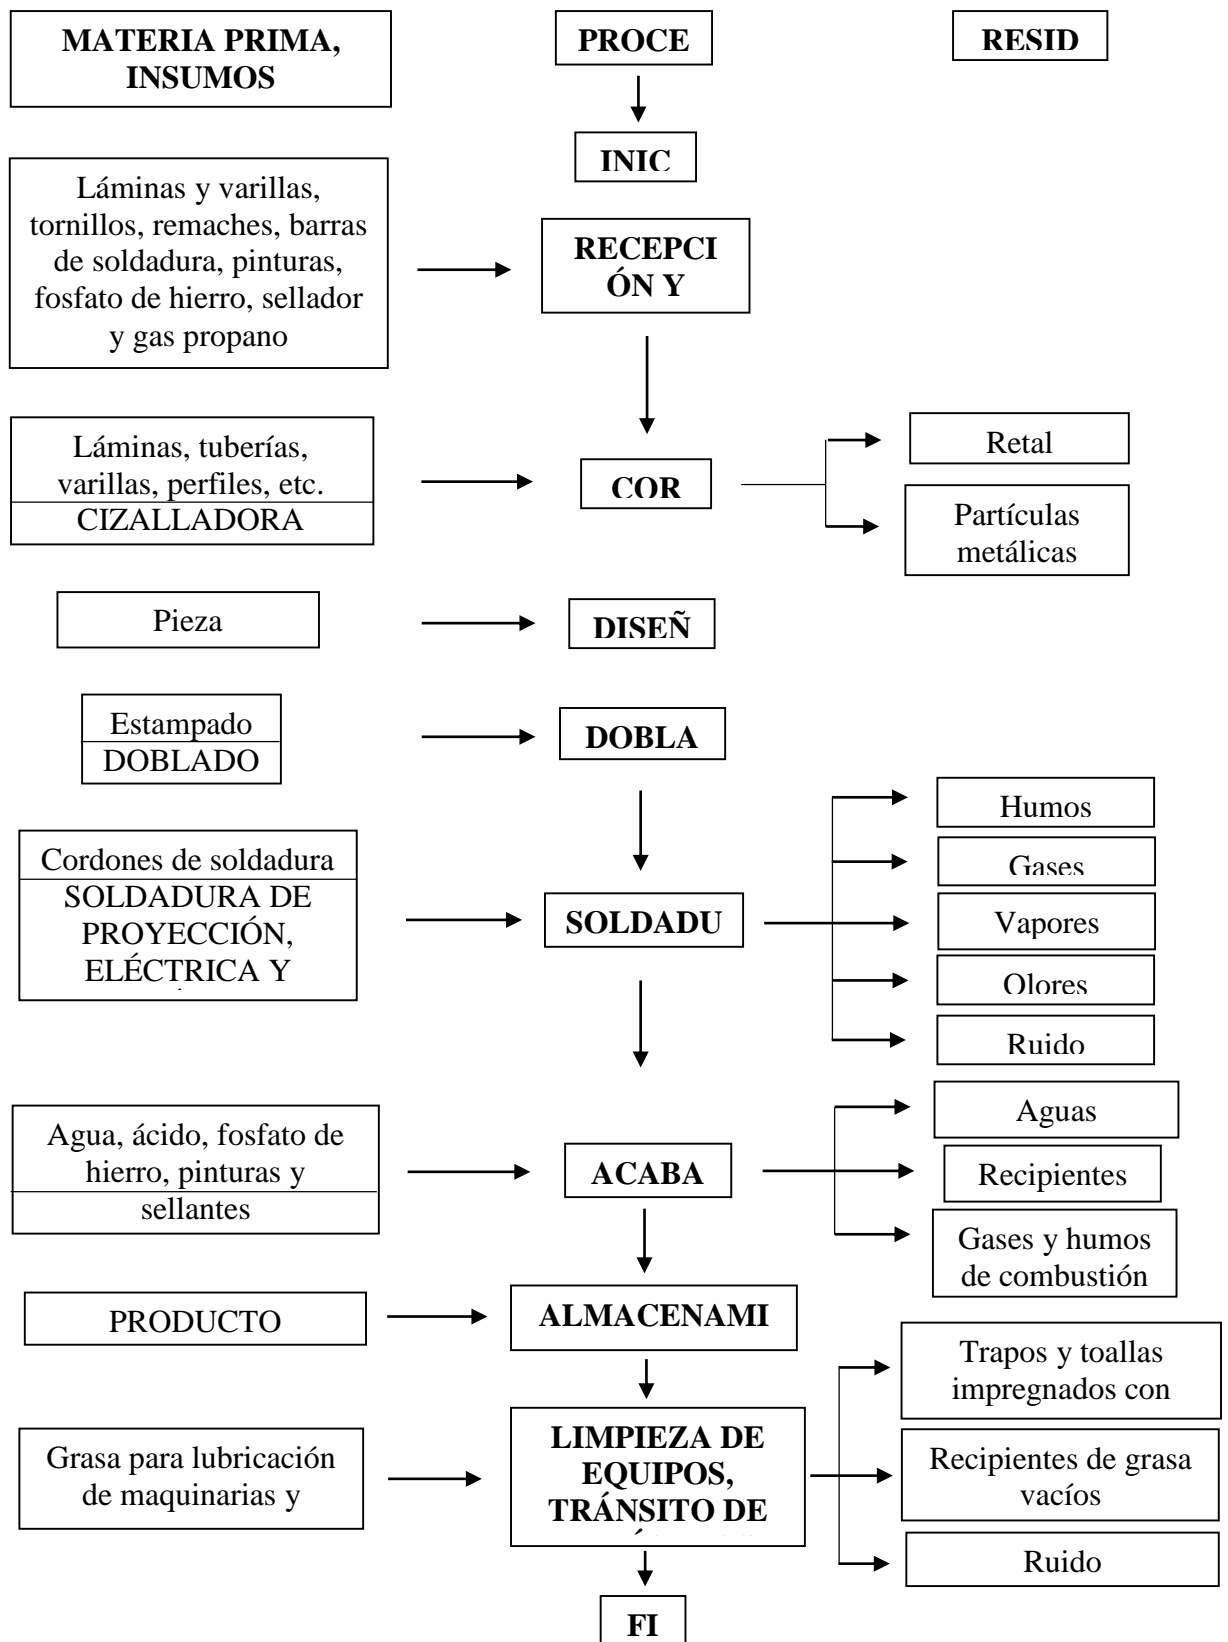 MATERIA PRIMA,
INSUMOS
PROCE
RESID
INIC
Láminas y varillas,
tornillos, remaches, barras
de soldadura, pinturas,
fosfato de hierro, sellador
y gas propano
RECEPCI
ÓN Y
Láminas, tuberías,
varillas, perfiles, etc.
CIZALLADORA
COR
Retal
Partículas
metálicas
Pieza
DISEÑ
Estampado
DOBLADO
DOBLA
Cordones de soldadura
SOLDADURA DE
PROYECCIÓN,
ELÉCTRICA Y
SOLDADU
Humos
Gases
Vapores
Olores
Ruido
Agua, ácido, fosfato de
hierro, pinturas y
sellantes
ACABA
Aguas
Recipientes
Gases y humos
de combustión
PRODUCTO
ALMACENAMI
Grasa para lubricación
de maquinarias y
LIMPIEZA DE
EQUIPOS,
TRÁNSITO DE
Trapos y toallas
impregnados con
Recipientes de grasa
vacíos
Ruido
FI